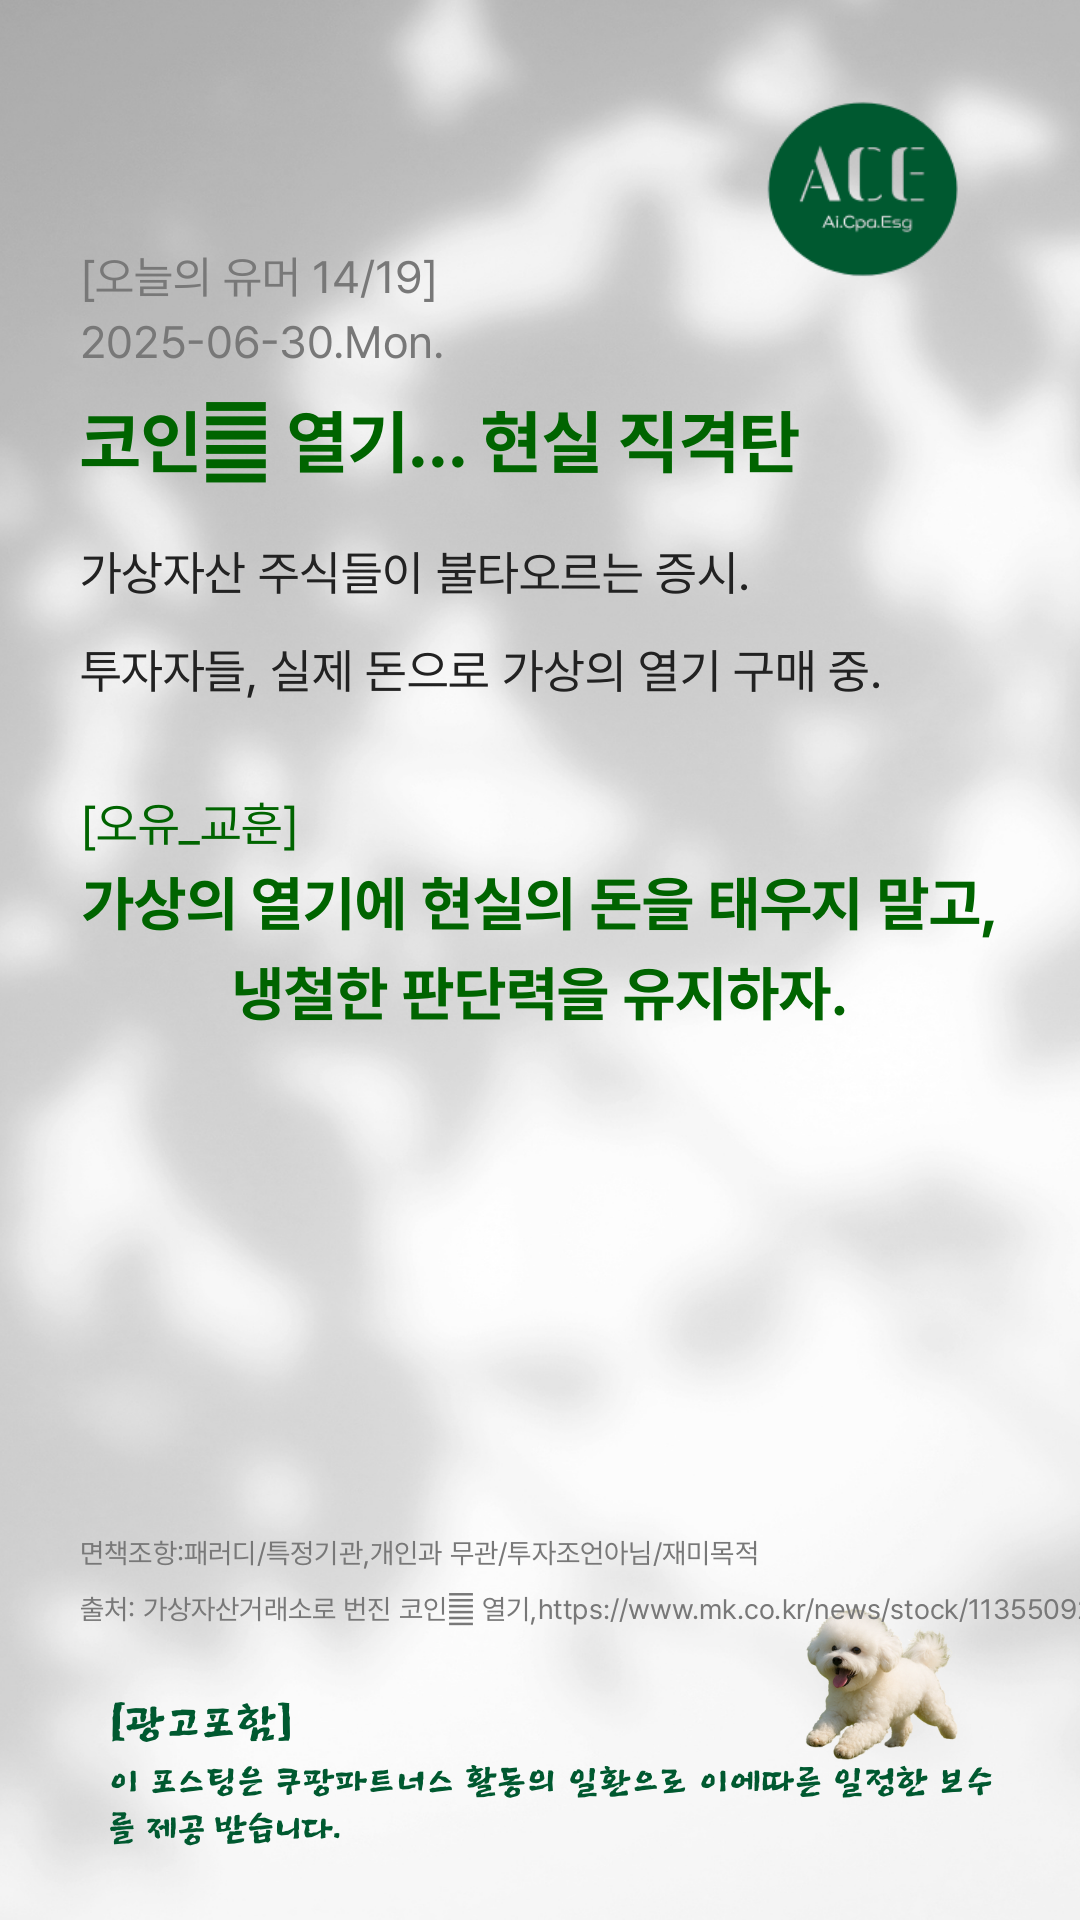 ACE
Ai.Cpa.Esg
[오늘의 유머 14/19]
2025-06-30.Mon.
코인䷁ 열기... 현실 직격탄
가상자산 주식들이 불타오르는 증시.
투자자들, 실제 돈으로 가상의 열기 구매 중.
[오유_교훈]
가상의 열기에 현실의 돈을 태우지 말고,
냉철한 판단력을 유지하자.
면책조항:패러디/특정기관,개인과 무관/투자조언아님/재미목적
출처: 가상자산거래소로 번진 코인䷁ 열기,https://www.mk.co.kr/news/stock/1135509
[광고포함]
이 포스팅은 쿠팡파트너스 활동의 일환으로 이에따른 일정한 보수
를 제공 받습니다.